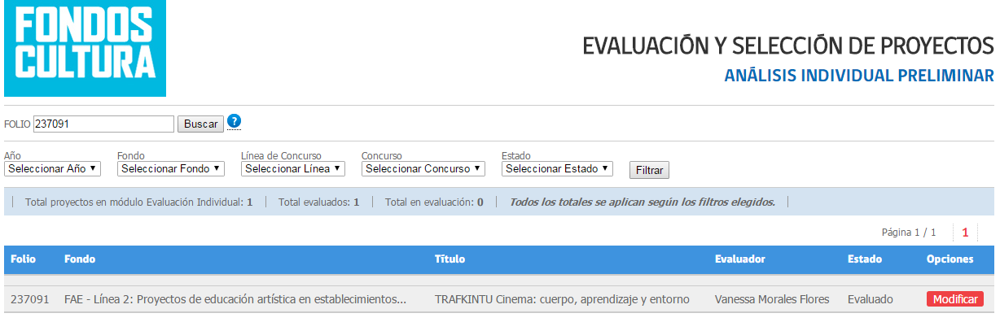 FONDOS
CULTURA
EVALUACIÓN Y SELECCIÓN DE PROYECTOS
ANÁLISIS INDIVIDUAL PRELIMINAR
FOLIO 237091 Buscar ?
Año Fondo Línea de Concurso Concurso Estado
Seleccionar Año Seleccionar Fondo Seleccionar Línea Seleccionar Concurso Seleccionar Estado Filtrar
Total proyectos en módulo Evaluación Individual: 1 Total evaluados: 1 Total en evaluación: 0 Todos los totales se aplican según los filtros elegidos.
Página 1 / 1 1
Folio Fondo Título Evaluador Estado Opciones
237091 FAE - Línea 2: Proyectos de educación artística en establecimientos... TRAFKINTU Cinema: cuerpo, aprendizaje y entorno Vanessa Morales Flores Evaluado Modificar